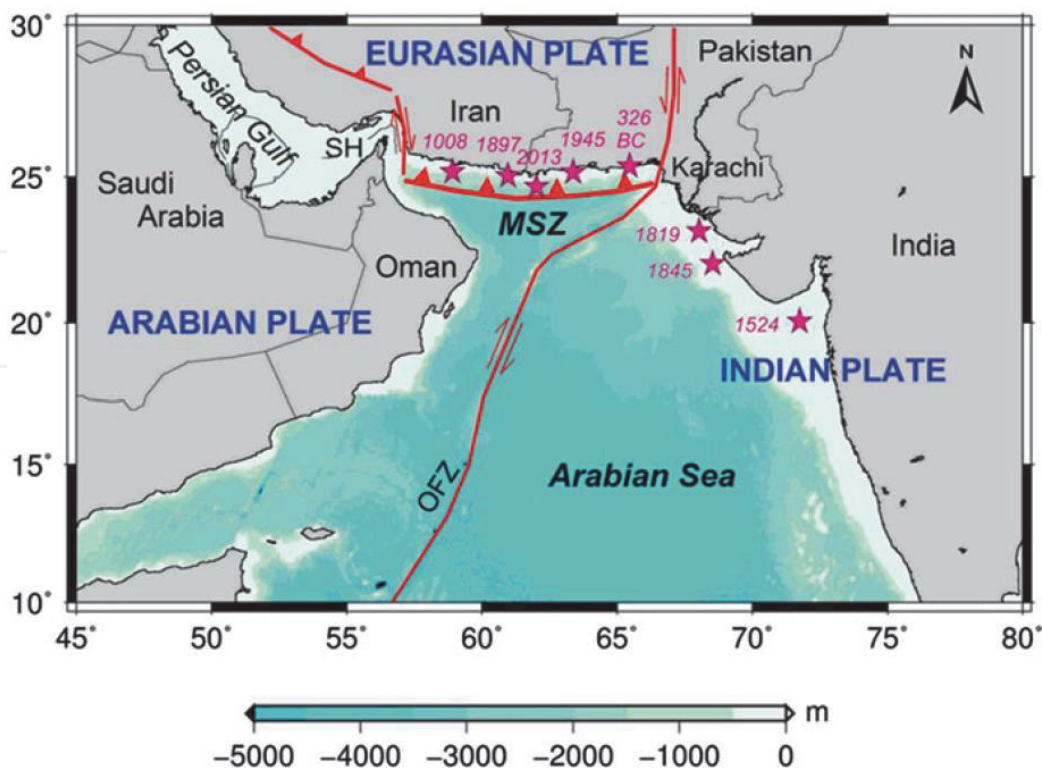 30˚
25˚
20˚
15˚
10˚
EURASIAN PLATE
Pakistan
N
Persian Gulf
Iran
SH
1008
1897
2013
1945
326
BC
Karachi
Saudi
Arabia
MSZ
1819
India
Oman
1845
ARABIAN PLATE
1524
INDIAN PLATE
OFZ
Arabian Sea
45˚
50˚
55˚
60˚
65˚
70˚
75˚
80˚
m
−5000
−4000
−3000
−2000
−1000
0